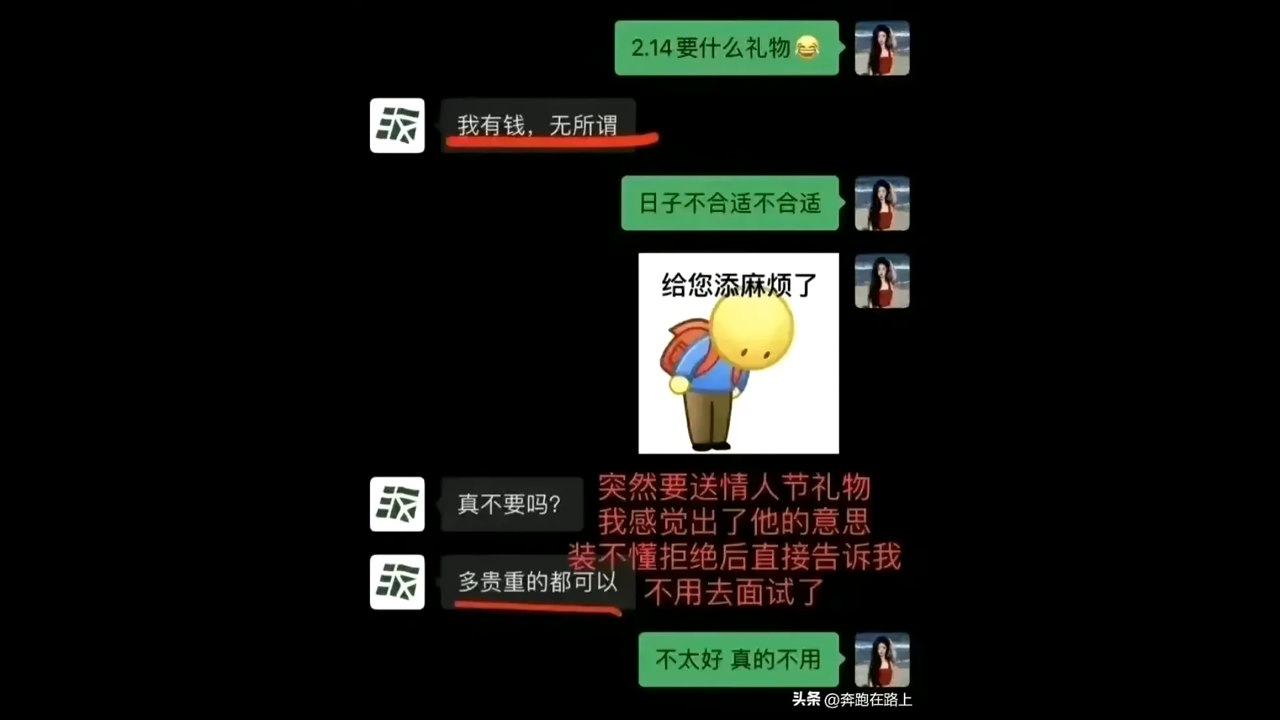 2.14要什么礼物😂
我有钱，无所谓
日子不合适不合适
给您添麻烦了
真不要吗？
突然要送情人节礼物
我感觉出了他的意思
装不懂拒绝后直接告诉我
不用去面试了
多贵重的都可以
不太好 真的不用
头条 @奔跑在路上